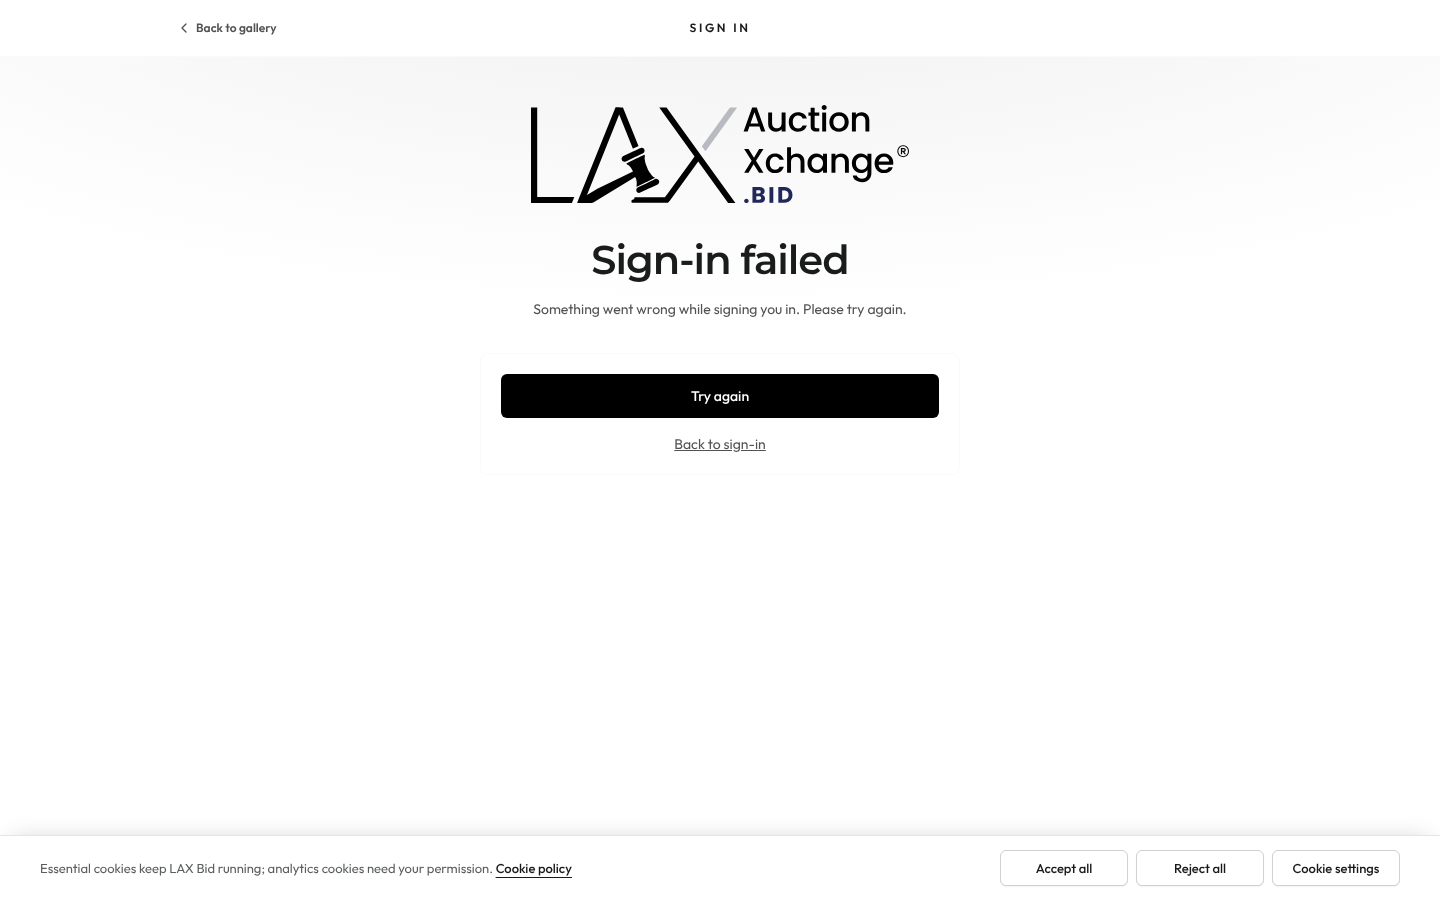 Back to gallery
SIGN IN
LAX Auction
Xchange®
.BID
Sign-in failed
Something went wrong while signing you in. Please try again.
Try again
Back to sign-in
Essential cookies keep LAX Bid running; analytics cookies need your permission. Cookie policy
Accept all
Reject all
Cookie settings